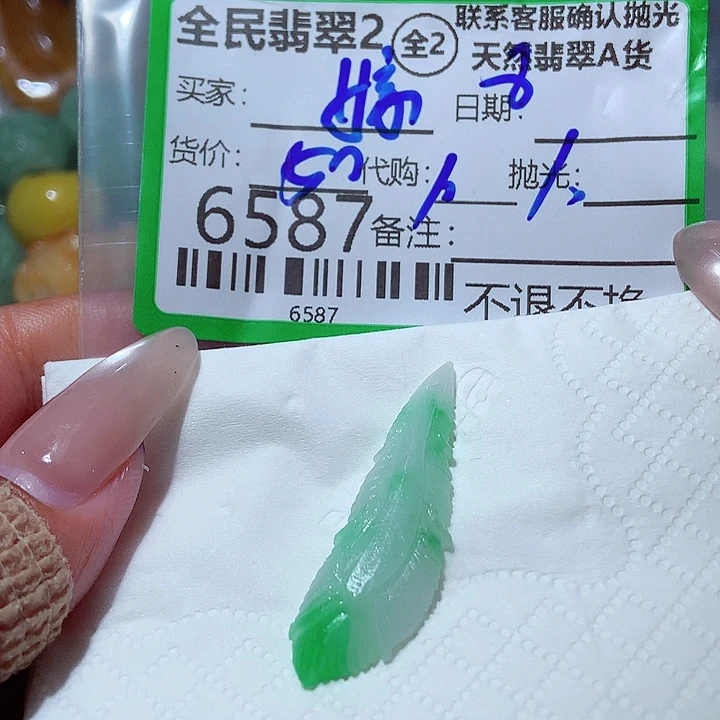 全民翡翠2
全2
联系客服确认抛光
天然翡翠A货
买家:
日期:
货价:
代购:
抛光:
6587
备注:
6587
不退不换